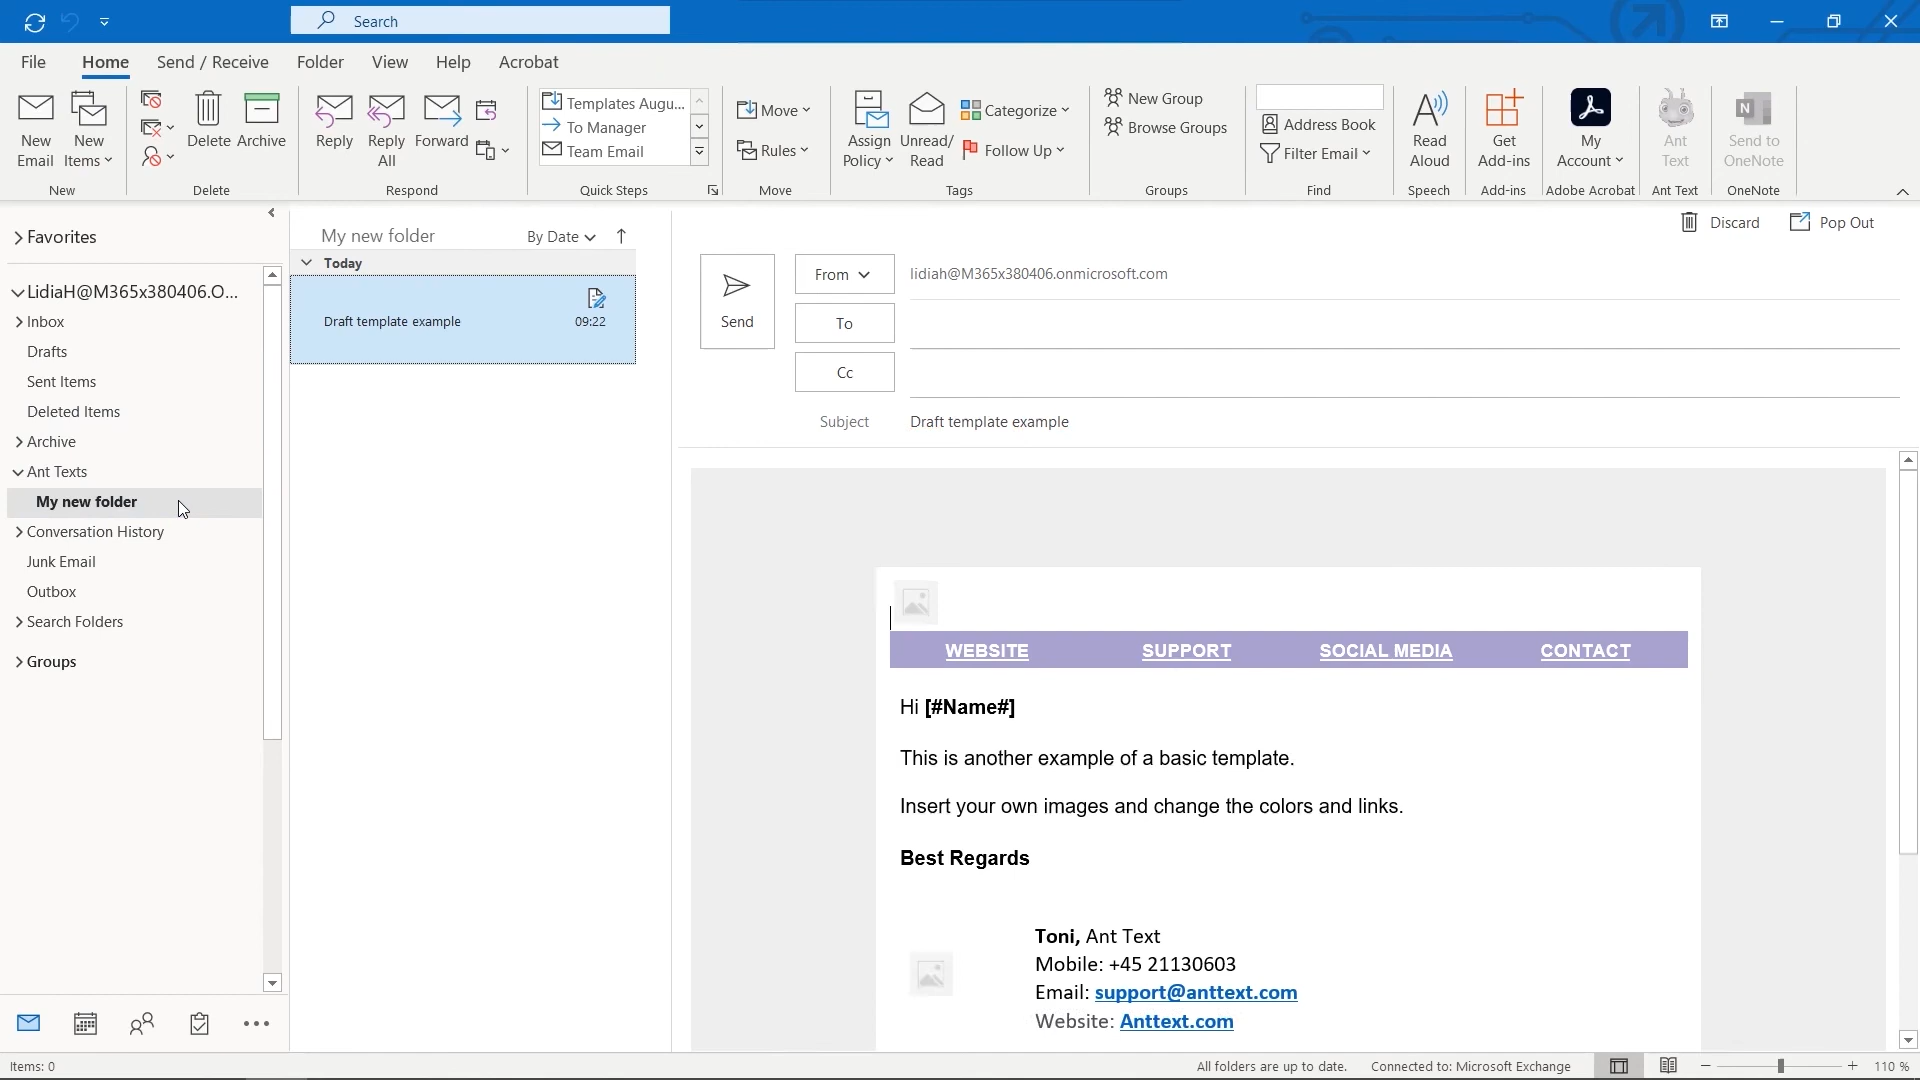 Search
File Home Send / Receive Folder View Help Acrobat
New Email
New Items
New
Delete
Archive
Delete
Reply
Reply All
Forward
Respond
Templates Augu...
To Manager
Team Email
Quick Steps
Move
Rules
Move
Assign Policy
Unread/ Read
Categorize
Follow Up
Tags
New Group
Browse Groups
Groups
Address Book
Filter Email
Find
Read Aloud
Speech
Get Add-ins
Add-ins
My Account
Adobe Acrobat
Ant Text
Ant Text
Send to OneNote
N
OneNote
Favorites
LidiaH@M365x380406.O...
Inbox
Drafts
Sent Items
Deleted Items
Archive
Ant Texts
My new folder
Conversation History
Junk Email
Outbox
Search Folders
Groups
My new folder By Date
Today
Draft template example 09:22
Discard Pop Out
Send
From lidiah@M365x380406.onmicrosoft.com
To
Cc
Subject Draft template example
WEBSITE SUPPORT SOCIAL MEDIA CONTACT
Hi [#Name#]
This is another example of a basic template.
Insert your own images and change the colors and links.
Best Regards
Toni, Ant Text
Mobile: +45 21130603
Email: support@anttext.com
Website: Anttext.com
Items: 0 All folders are up to date. Connected to: Microsoft Exchange 110 %